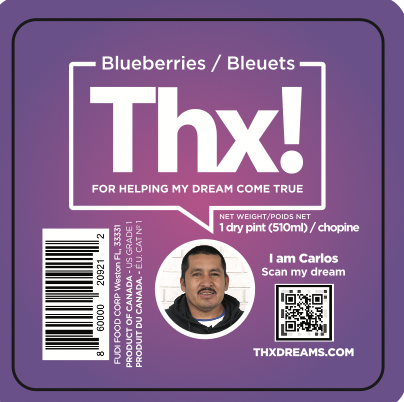 Blueberries / Bleuets
Thx!
FOR HELPING MY DREAM COME TRUE
NET WEIGHT/POIDS NET
1 dry pint (510ml) / chopine
I am Carlos
Scan my dream
THXDREAMS.COM
8 60000 20921 2
FUDI FOOD CORP Weston FL, 33331
PRODUCT OF CANADA - US GRADE 1
PRODUIT DU CANADA. - E.U. CAT Nº 1